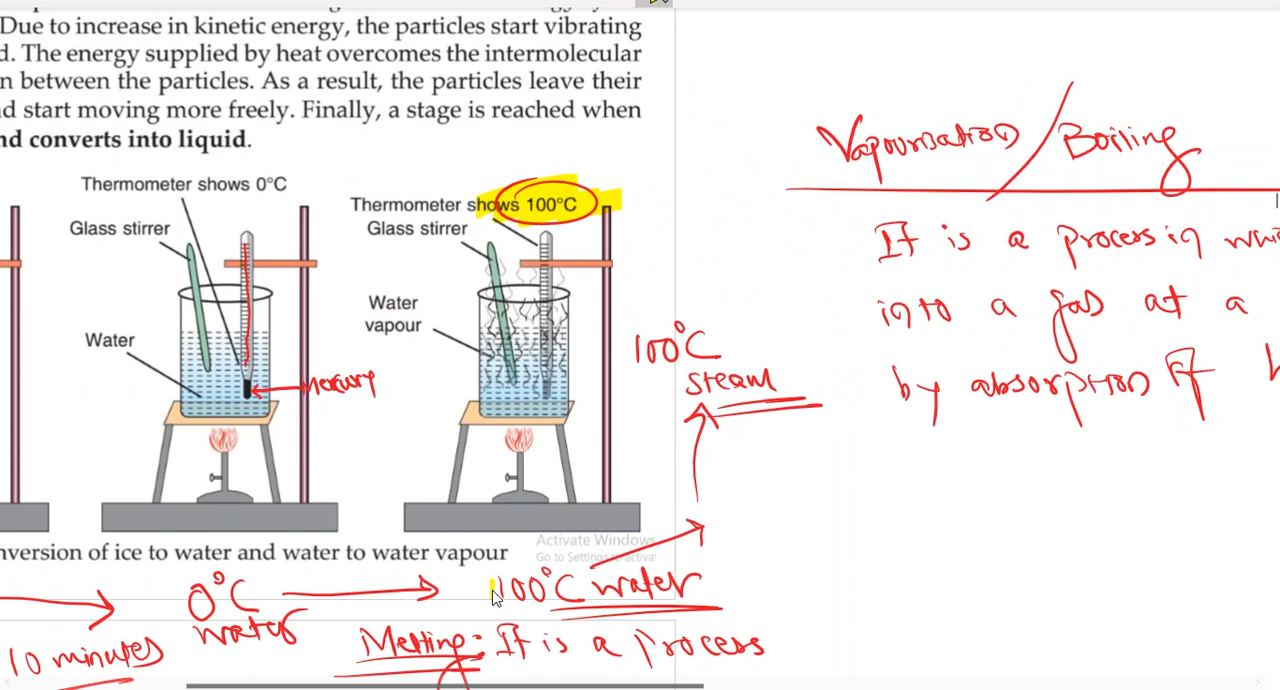 Due to increase in kinetic energy, the particles start vibrating
d. The energy supplied by heat overcomes the intermolecular
n between the particles. As a result, the particles leave their
nd start moving more freely. Finally, a stage is reached when
nd converts into liquid.
Thermometer shows 0°C
Glass stirrer
Water
Mercury
Thermometer shows 100°C
Glass stirrer
Water
vapour
100°C
steam
nversion of ice to water and water to water vapour
Activate Windows
Go to Settings to activa
0°C
water
100°C water
10 minutes
Melting: It is a process
Vapourisation / Boiling
It is a process in whi
into a gas at a
by absorption of h